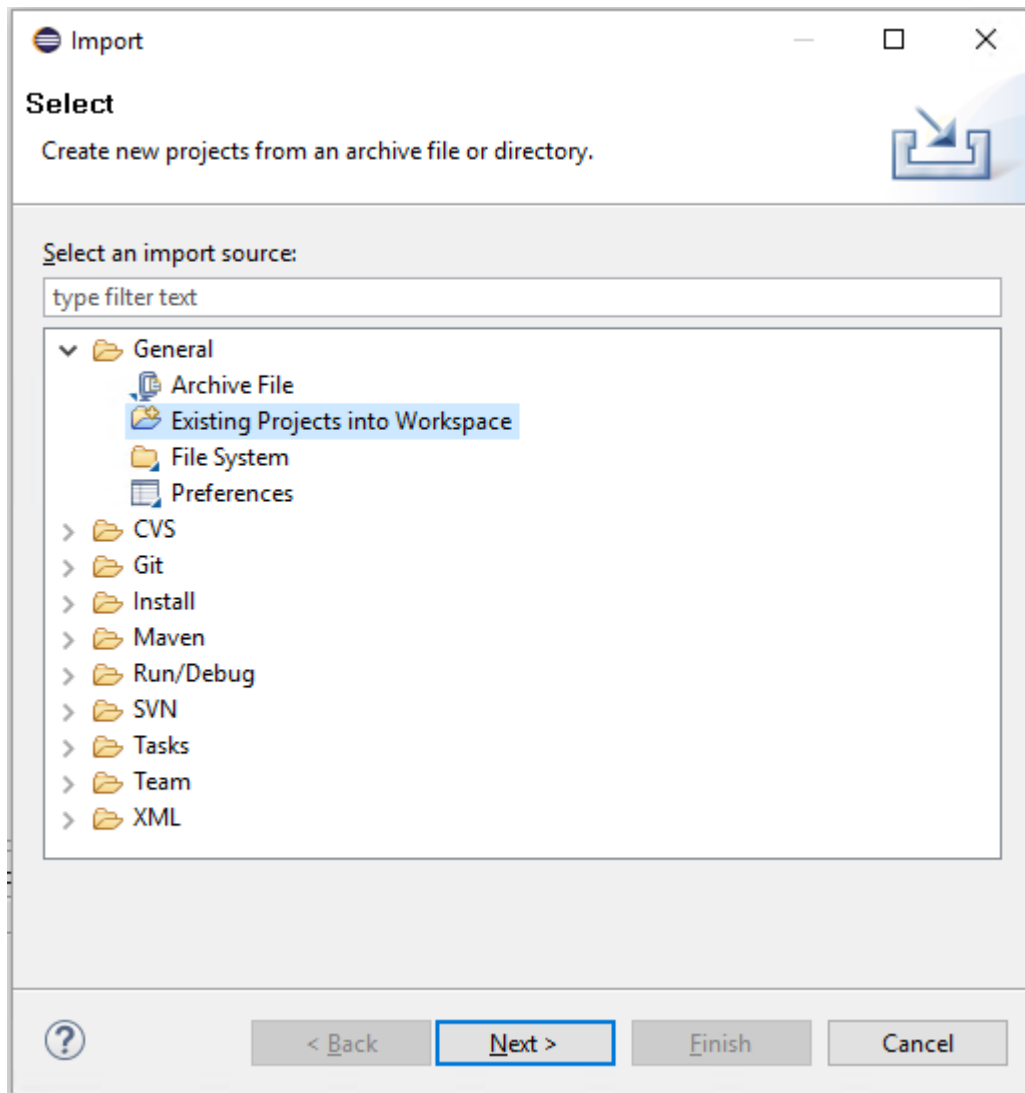 Import
Select
Create new projects from an archive file or directory.
Select an import source:
type filter text
General
Archive File
Existing Projects into Workspace
File System
Preferences
CVS
Git
Install
Maven
Run/Debug
SVN
Tasks
Team
XML
?
< Back Next > Finish Cancel